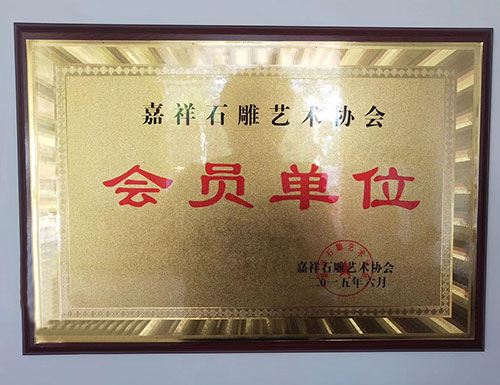 嘉祥石雕艺术协会
会员单位
嘉祥石雕艺术协会
二〇一五年六月